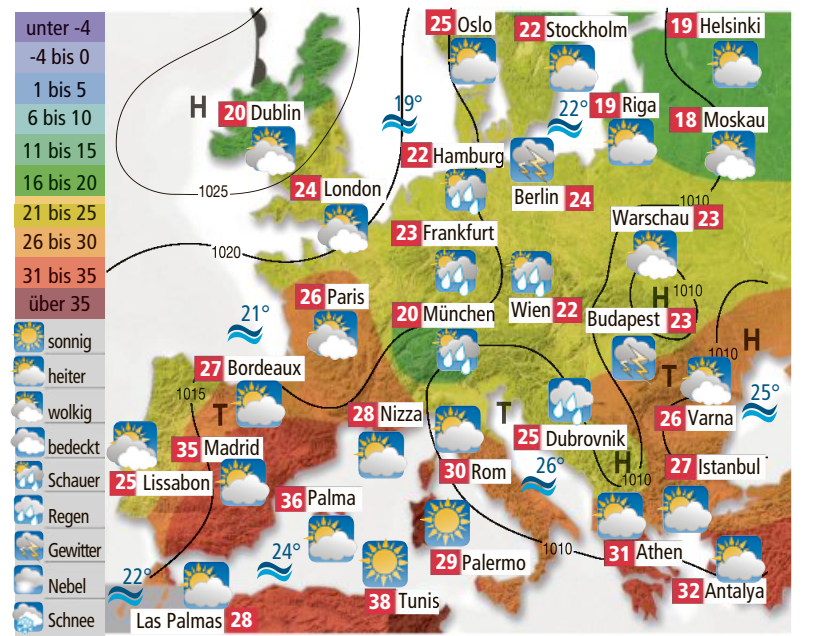 unter -4
-4 bis 0
1 bis 5
6 bis 10
11 bis 15
16 bis 20
21 bis 25
26 bis 30
31 bis 35
über 35
sonnig
heiter
wolkig
bedeckt
Schauer
Regen
Gewitter
Nebel
Schnee
25 Oslo
22 Stockholm
19 Helsinki
H
20 Dublin
19°
22°
19 Riga
18 Moskau
22 Hamburg
Berlin 24
1025
24 London
1010
Warschau 23
23 Frankfurt
1020
H
1010
26 Paris
20 München
Wien 22
Budapest 23
21°
H
1010
27 Bordeaux
T
1015
T
28 Nizza
T
25°
26 Varna
35 Madrid
25 Dubrovnik
25 Lissabon
30 Rom
26°
H
1010
27 Istanbul
36 Palma
24°
29 Palermo
1010
31 Athen
22°
38 Tunis
32 Antalya
Las Palmas 28